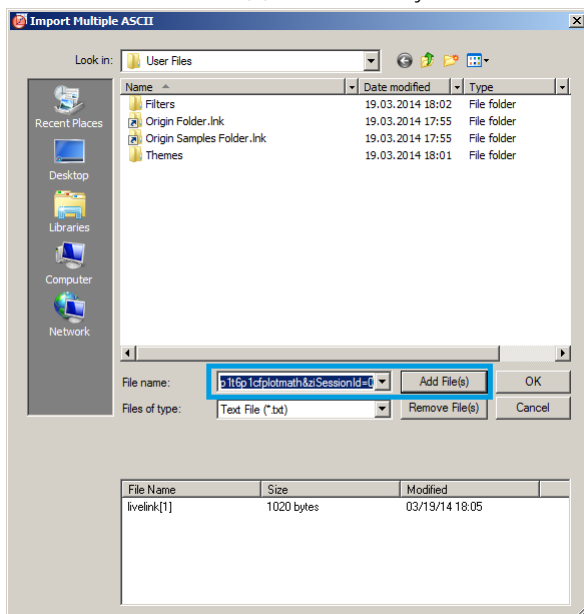 Import Multiple ASCII
Look in: User Files
Name Date modified Type
Filters 19.03.2014 18:02 File folder
Origin Folder.lnk 19.03.2014 17:55 File folder
Origin Samples Folder.lnk 19.03.2014 17:55 File folder
Themes 19.03.2014 18:01 File folder
Recent Places
Desktop
Libraries
Computer
Network
File name: p1t6p1cfplotmath&ziSessionId=0 Add File(s) OK
Files of type: Text File (*.txt) Remove File(s) Cancel
File Name Size Modified
livelink[1] 1020 bytes 03/19/14 18:05